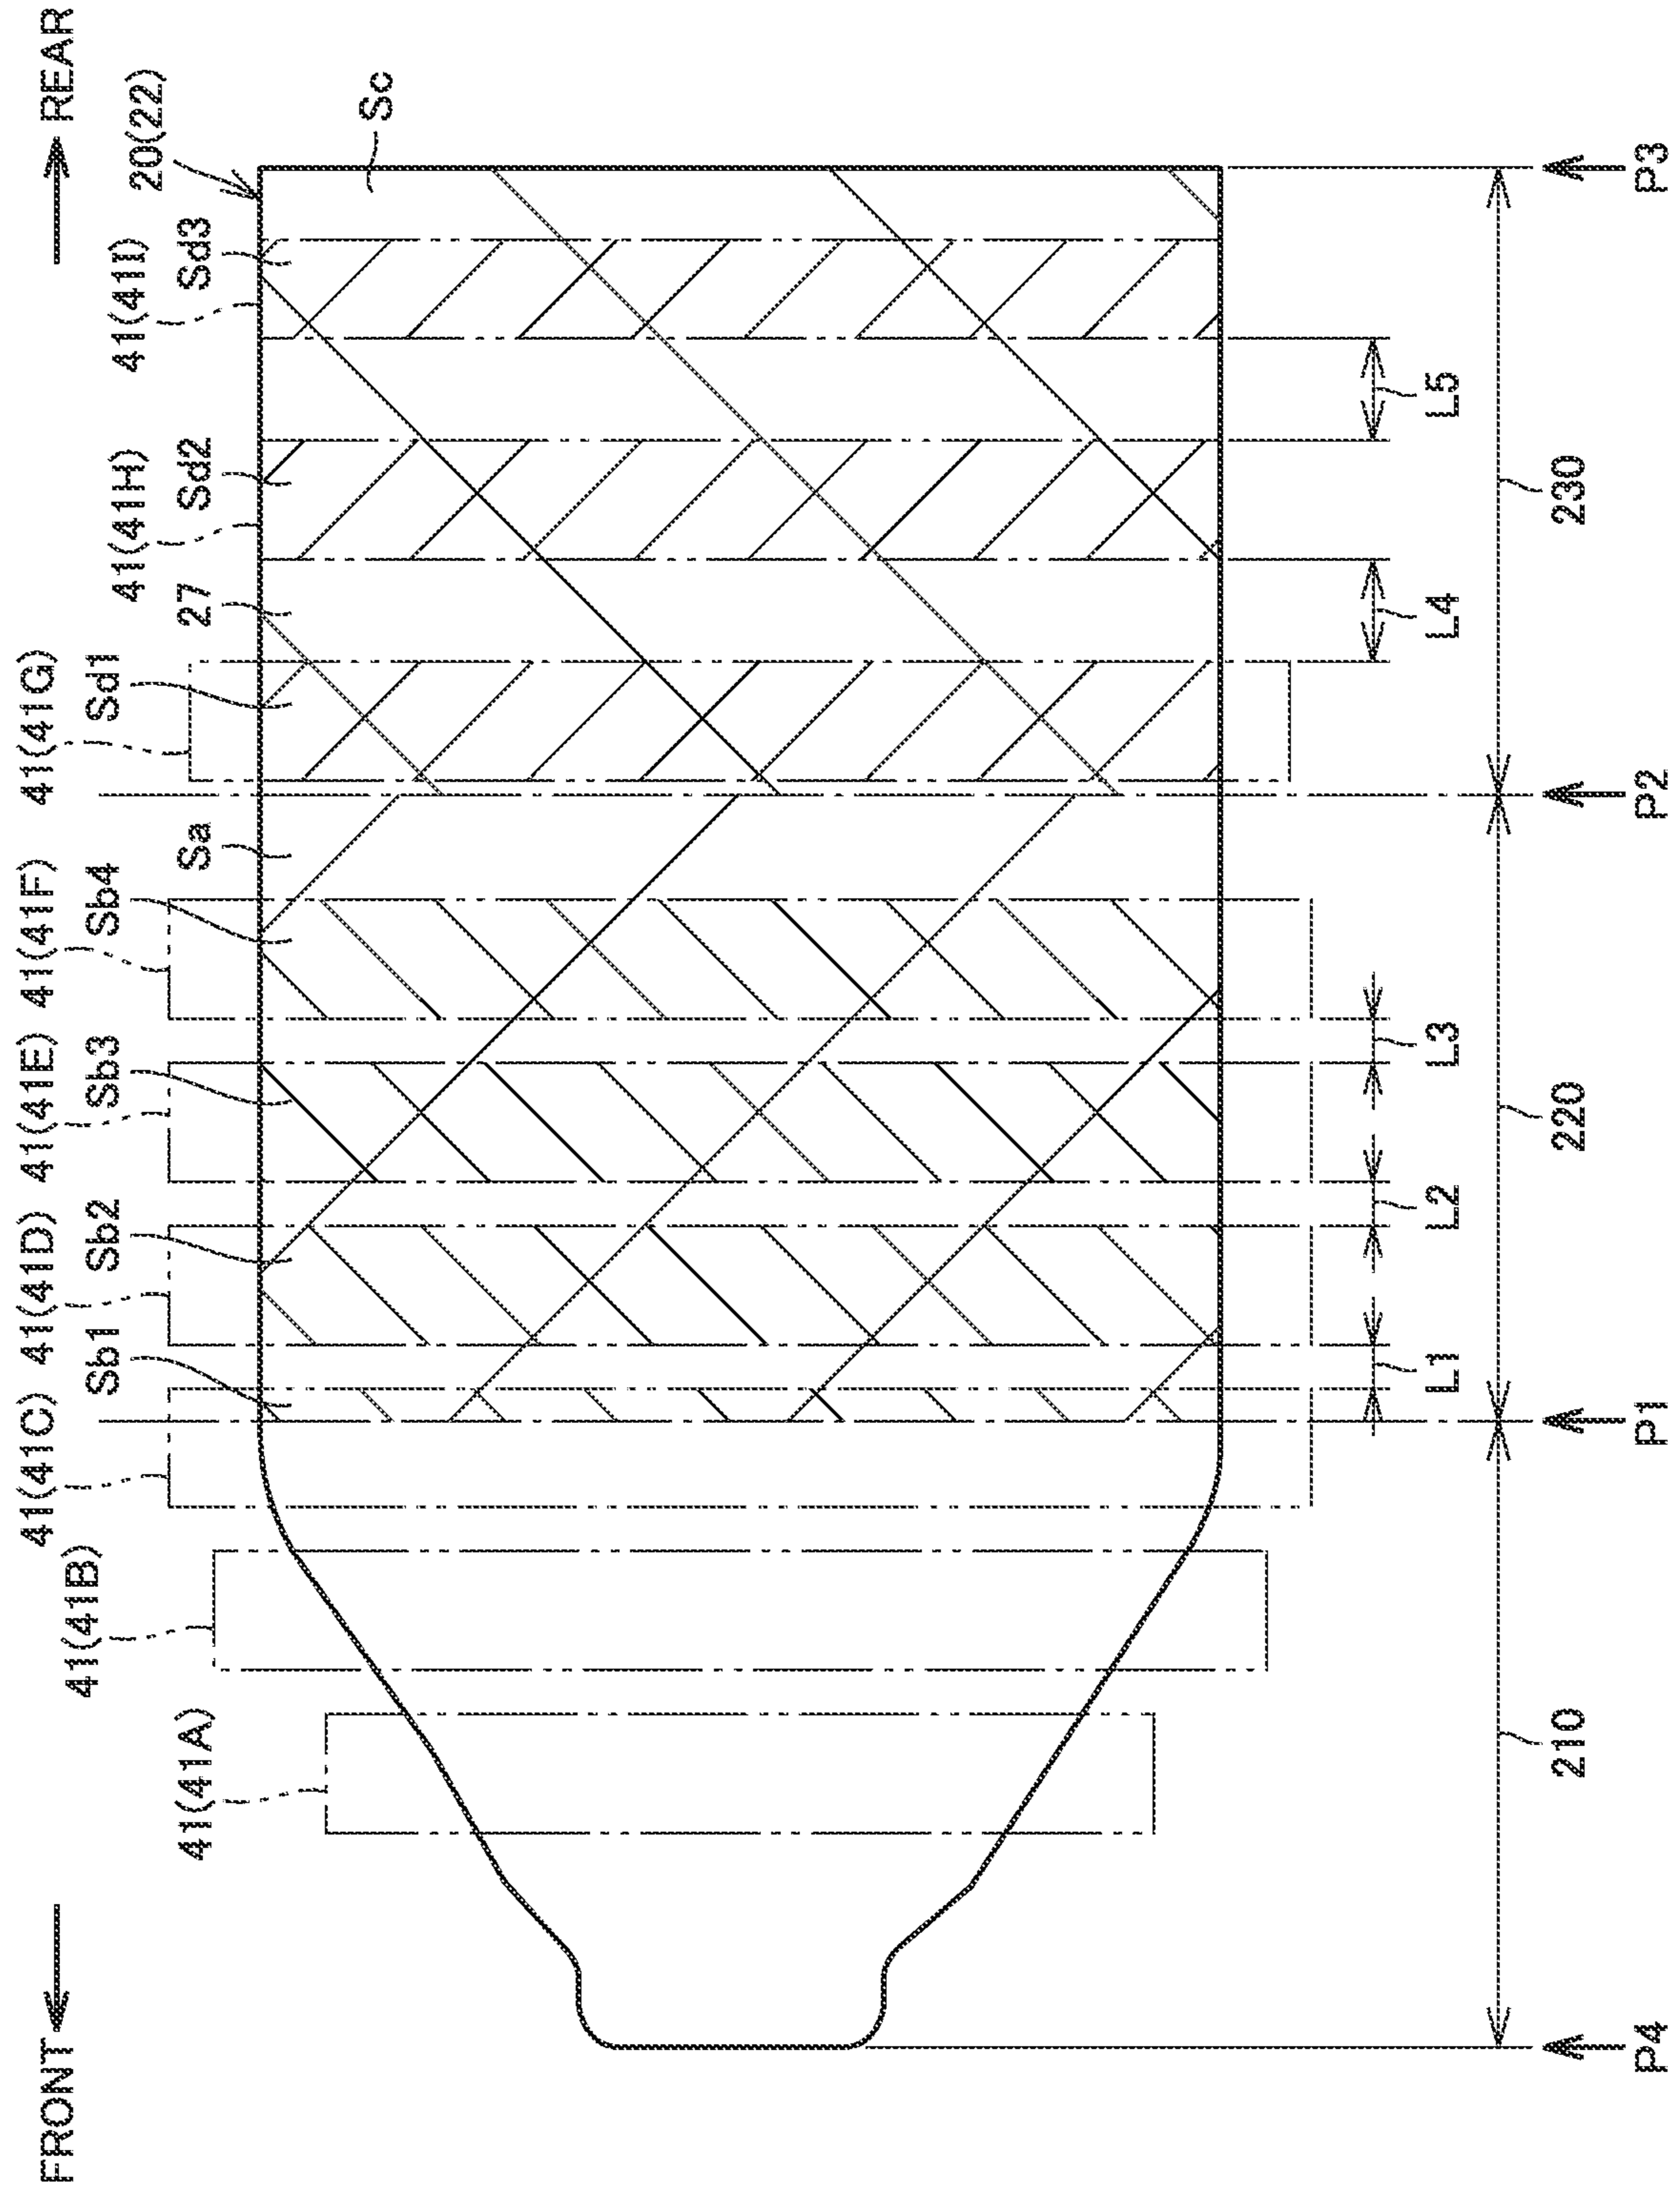 FRONT
REAR
41(41A)
41(41B)
41(41C)
Sb1
41(41D)
Sb2
41(41E)
Sb3
41(41F)
Sb4
Sa
41(41G)
Sd1
27
41(41H)
Sd2
41(41I)
Sd3
20(22)
Sc
L1
L2
L3
L4
L5
210
220
230
P4
P1
P2
P3